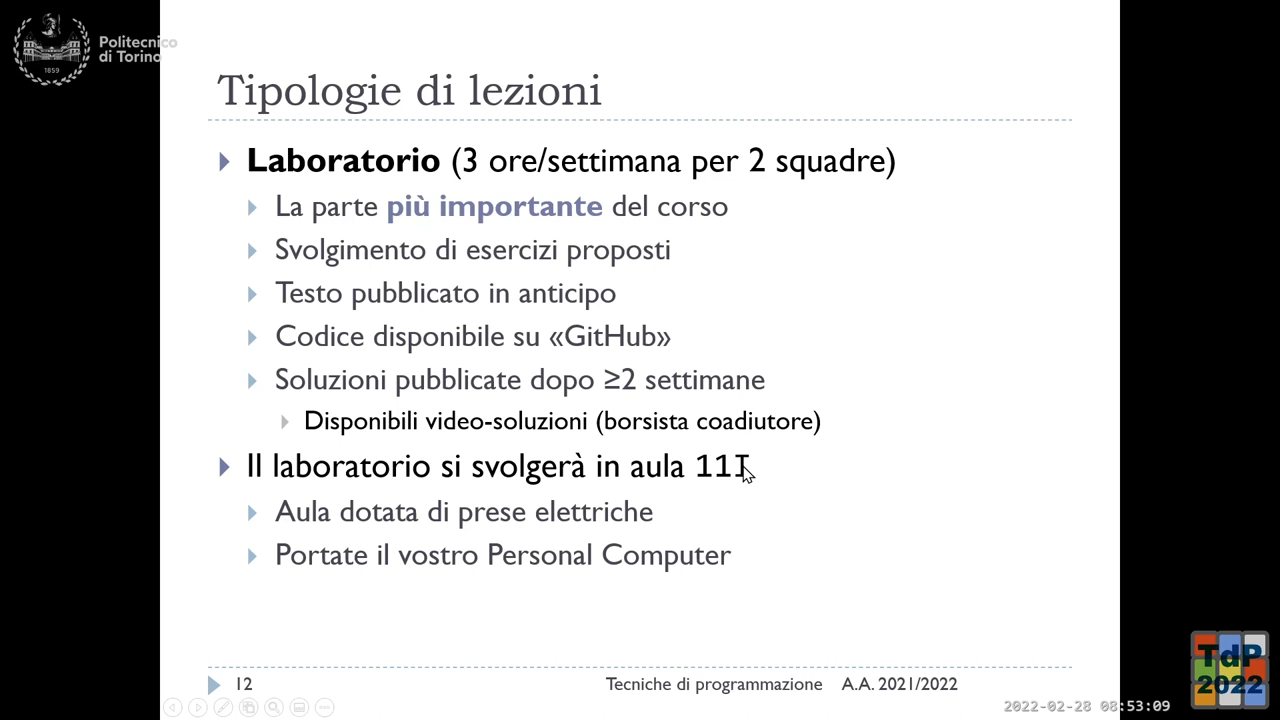 Politecnico
di Torino
1859
Tipologie di lezioni
Laboratorio (3 ore/settimana per 2 squadre)
La parte più importante del corso
Svolgimento di esercizi proposti
Testo pubblicato in anticipo
Codice disponibile su «GitHub»
Soluzioni pubblicate dopo ≥2 settimane
Disponibili video-soluzioni (borsista coadiutore)
Il laboratorio si svolgerà in aula 11I
Aula dotata di prese elettriche
Portate il vostro Personal Computer
12
Tecniche di programmazione A.A. 2021/2022
TdP
2022
2022-02-28 08:53:09